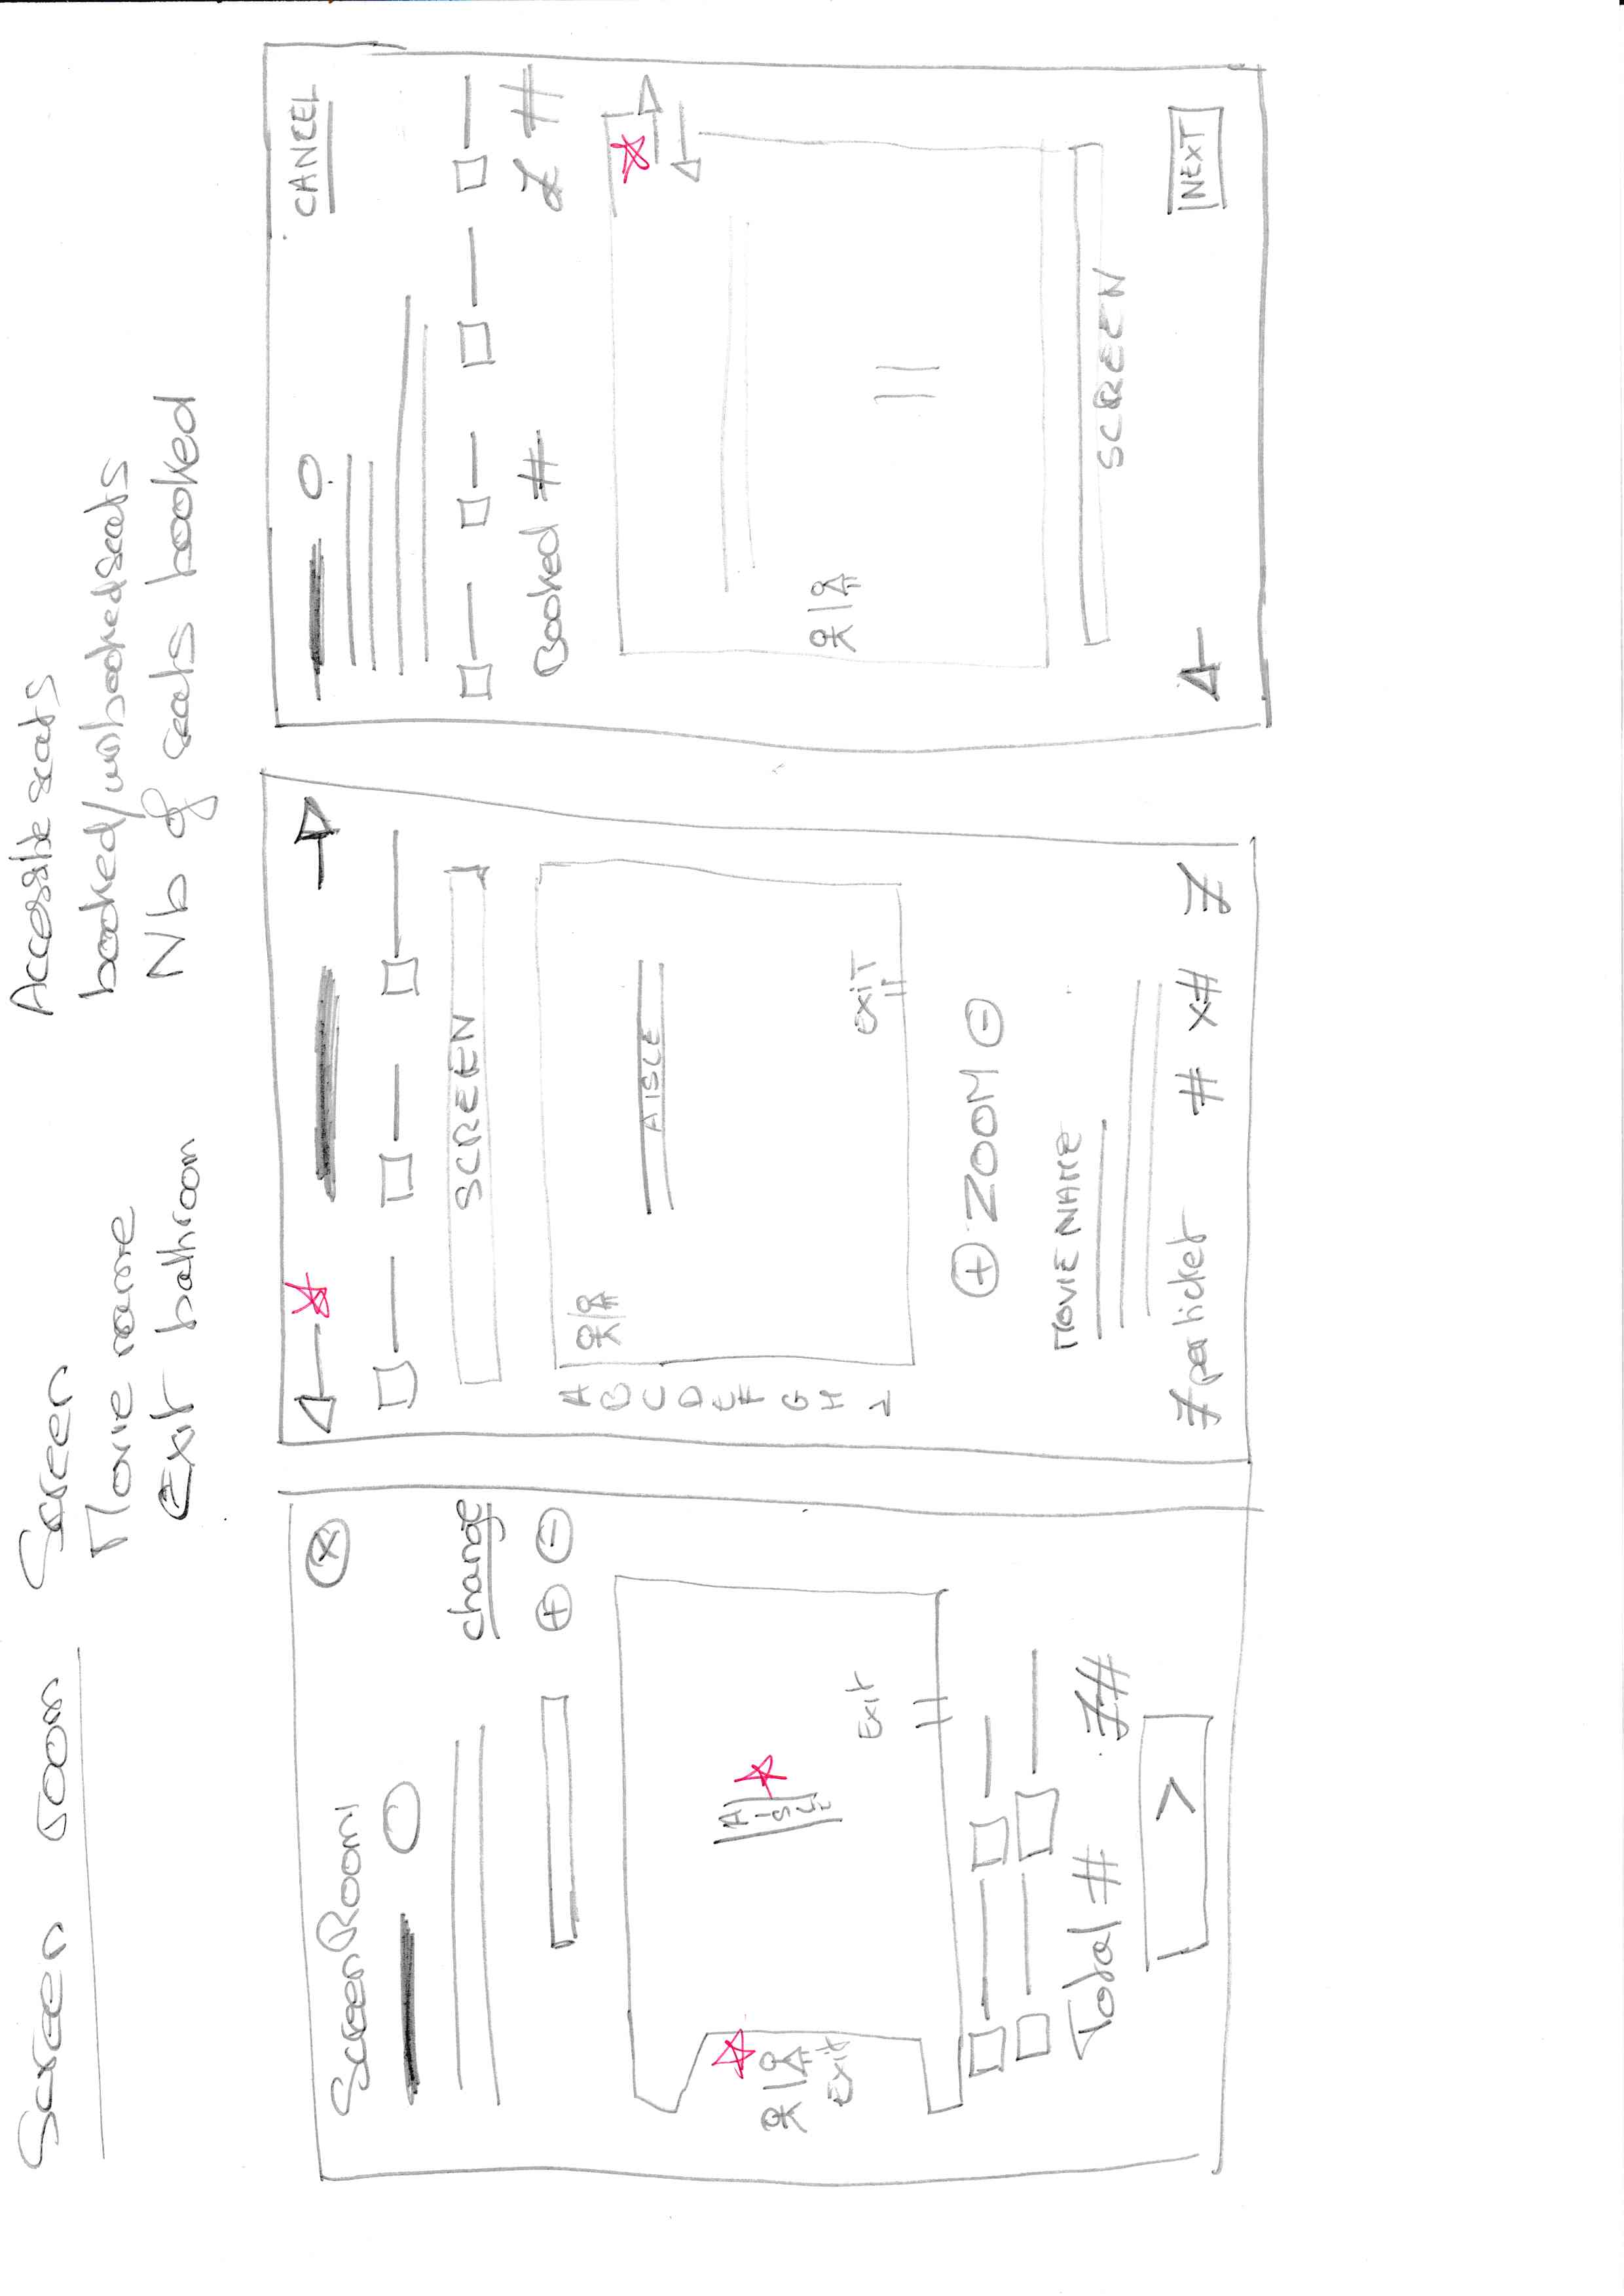 Screen room
Screen
Movie name
Exit bathroom
Accessible seats
booked/unbooked seats
Nb of seats booked
ScreenRoom
X
change
+ -
AISLE
Exit
Exit
Total #
##
>
SCREEN
A
B
C
D
E
F
G
H
AISLE
EXIT
+ ZOOM -
MOVIE NAME
per ticket # x#
CANCEL
Booked # #
SCREEN
NEXT